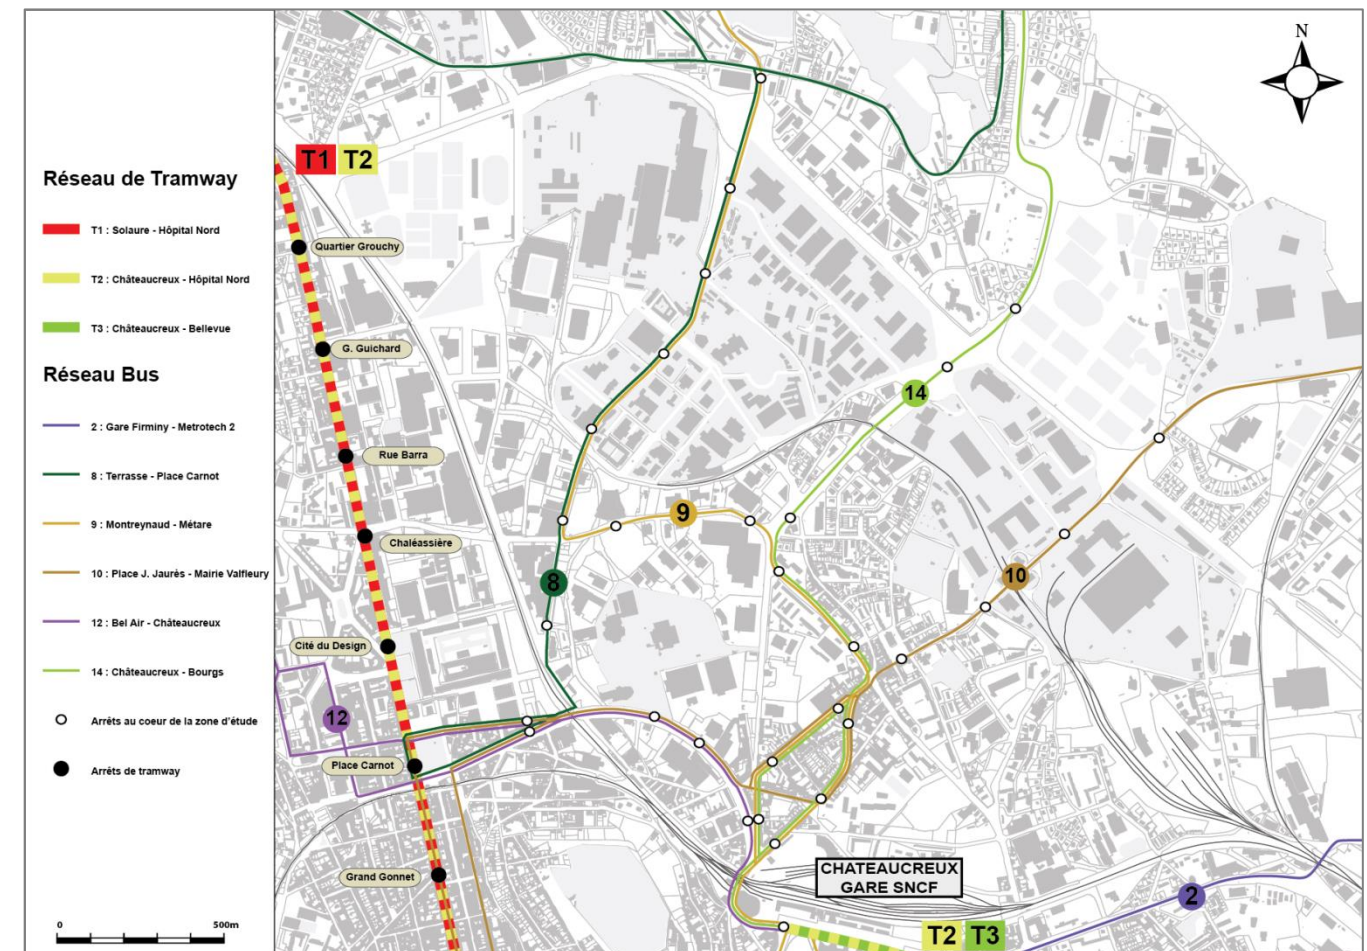 Réseau de Tramway
T1 : Solaure - Hôpital Nord
T2 : Châteaucreux - Hôpital Nord
T3 : Châteaucreux - Bellevue
Réseau Bus
2 : Gare Firminy - Metrotech 2
8 : Terrasse - Place Carnot
9 : Montreynaud - Métare
10 : Place J. Jaurès - Mairie Valfleury
12 : Bel Air - Châteaucreux
14 : Châteaucreux - Bourgs
Arrêts au coeur de la zone d'étude
Arrêts de tramway
0 500m
N
T1 T2
Quartier Grouchy
G. Guichard
14
Rue Barra
9
Chaléassière
10
8
Cité du Design
12
Place Carnot
Grand Gonnet
CHATEAUCREUX
GARE SNCF
2
T2 T3